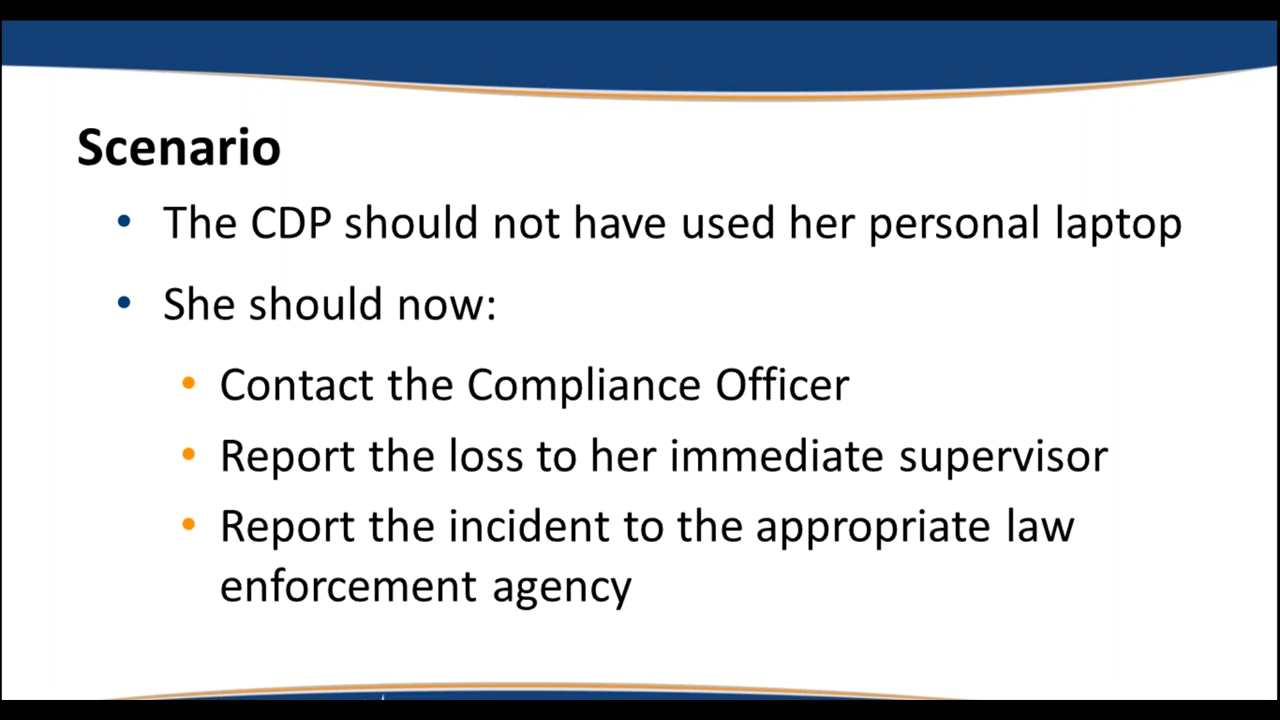 Scenario
• The CDP should not have used her personal laptop
• She should now:
• Contact the Compliance Officer
• Report the loss to her immediate supervisor
• Report the incident to the appropriate law
enforcement agency